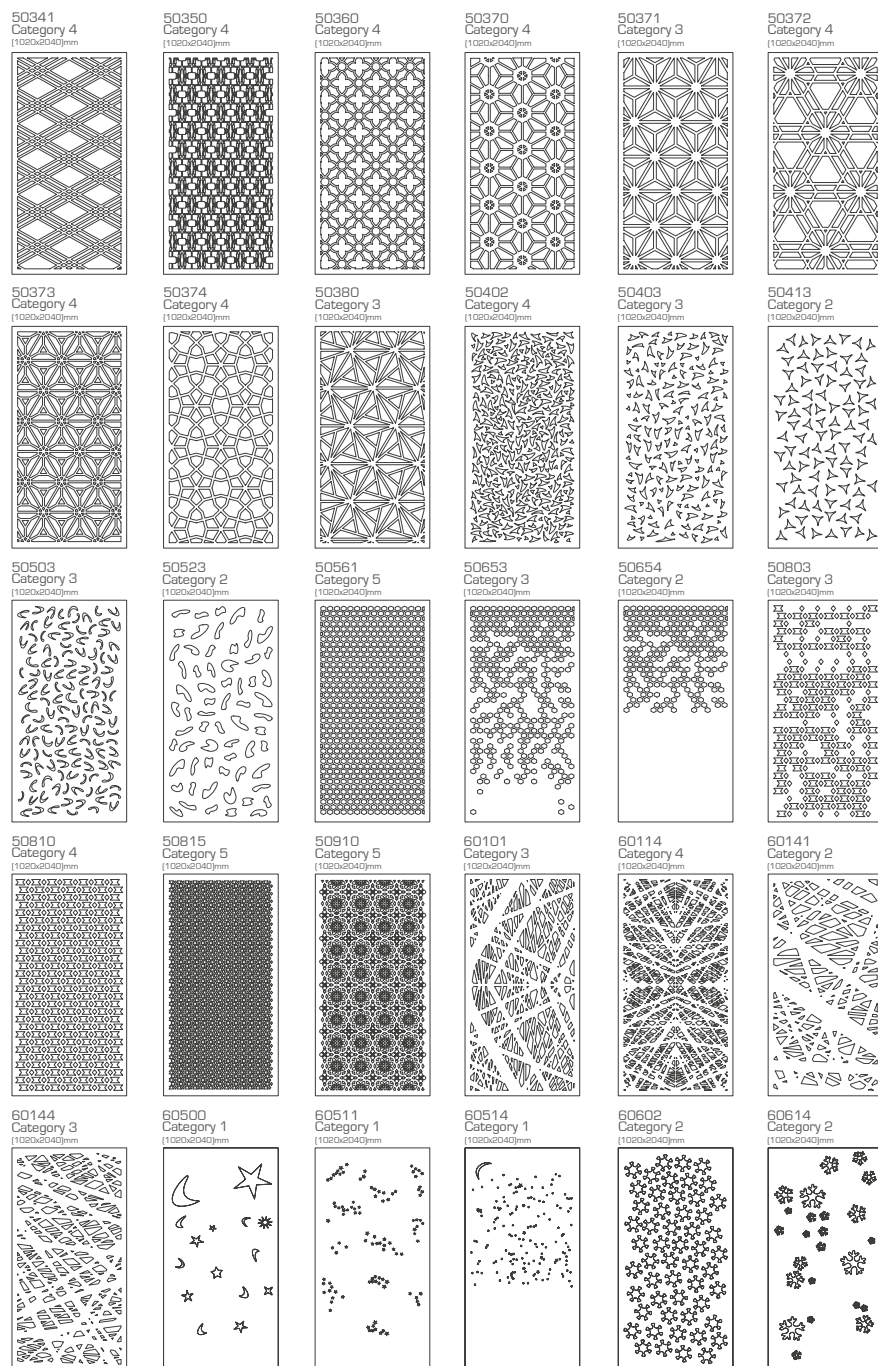 50341
Category 4
(1020x2040)mm
50350
Category 4
(1020x2040)mm
50360
Category 4
(1020x2040)mm
50370
Category 4
(1020x2040)mm
50371
Category 3
(1020x2040)mm
50372
Category 4
(1020x2040)mm
50373
Category 4
(1020x2040)mm
50374
Category 4
(1020x2040)mm
50380
Category 3
(1020x2040)mm
50402
Category 4
(1020x2040)mm
50403
Category 3
(1020x2040)mm
50413
Category 2
(1020x2040)mm
50503
Category 3
(1020x2040)mm
50523
Category 2
(1020x2040)mm
50561
Category 5
(1020x2040)mm
50653
Category 3
(1020x2040)mm
50654
Category 2
(1020x2040)mm
50803
Category 3
(1020x2040)mm
50810
Category 4
(1020x2040)mm
50815
Category 5
(1020x2040)mm
50910
Category 5
(1020x2040)mm
60101
Category 3
(1020x2040)mm
60114
Category 4
(1020x2040)mm
60141
Category 2
(1020x2040)mm
60144
Category 3
(1020x2040)mm
60500
Category 1
(1020x2040)mm
60511
Category 1
(1020x2040)mm
60514
Category 1
(1020x2040)mm
60602
Category 2
(1020x2040)mm
60614
Category 2
(1020x2040)mm